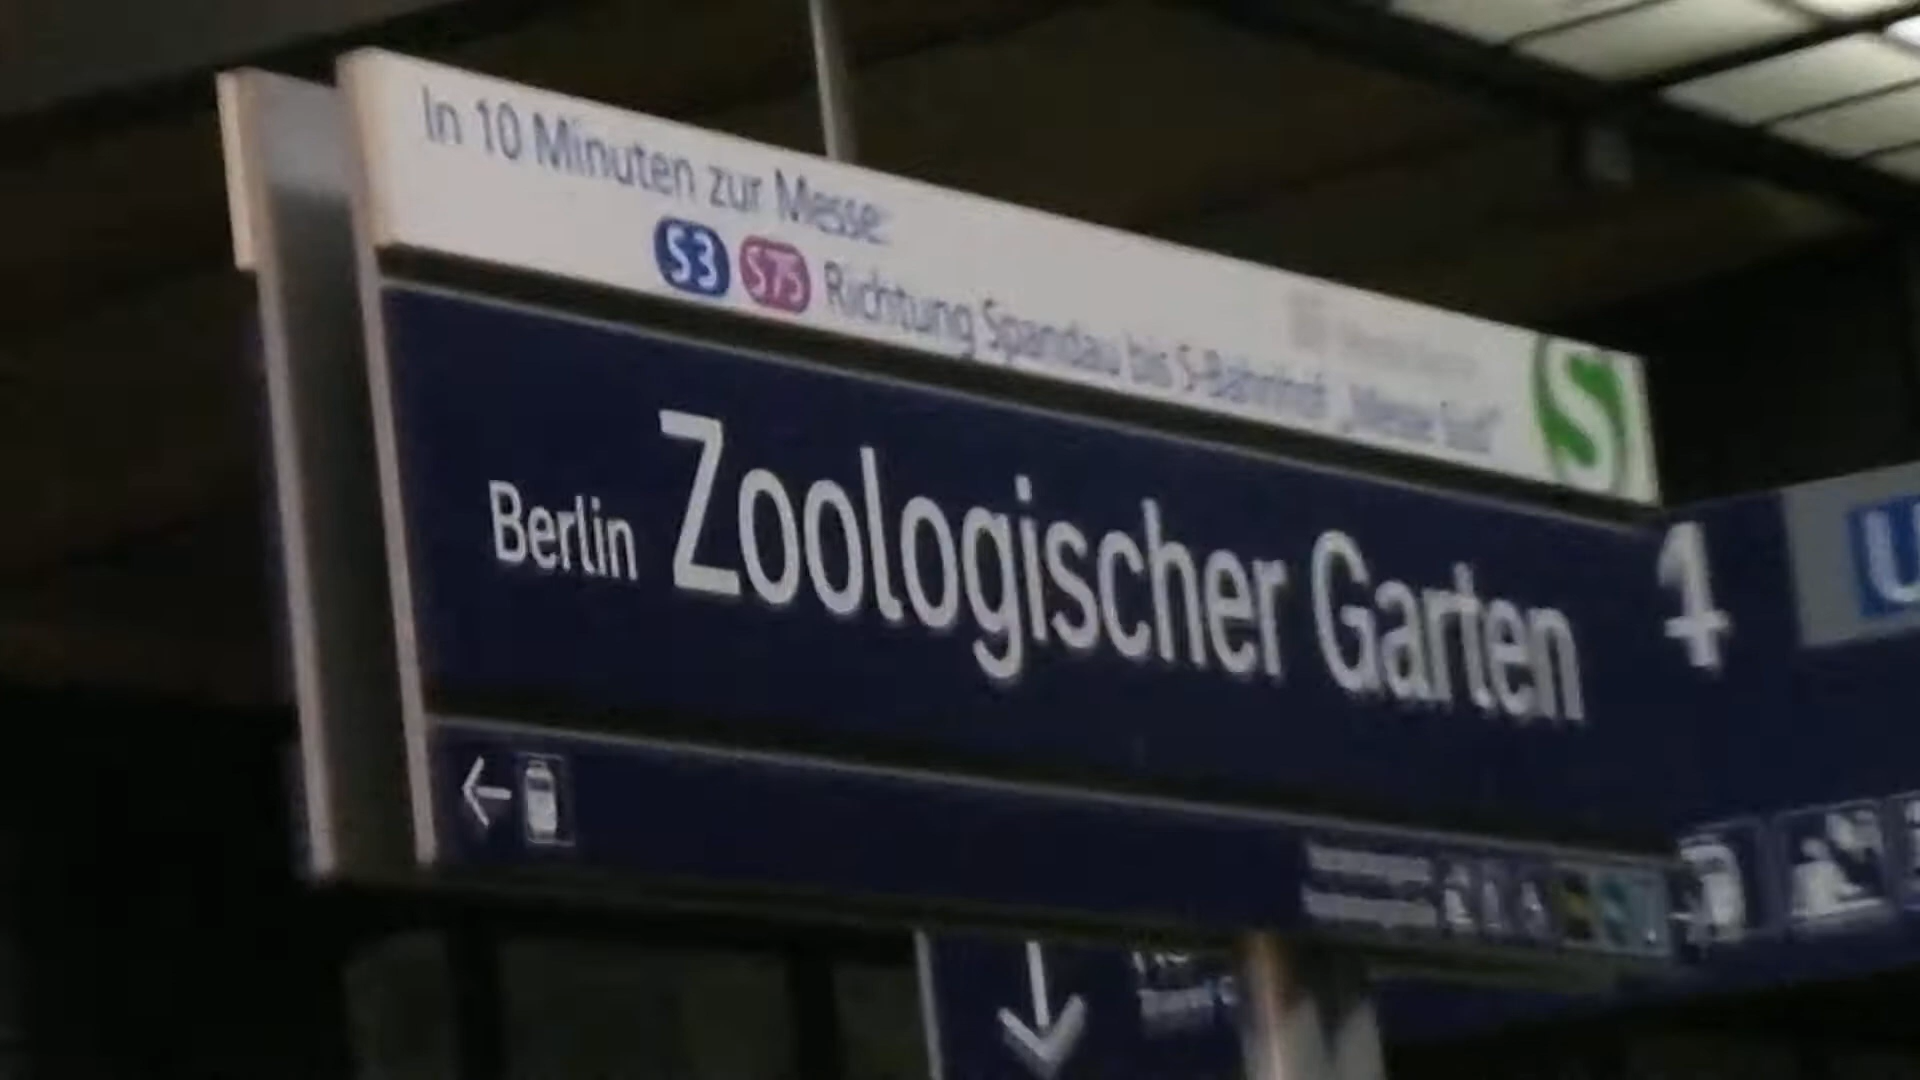 In 10 Minuten zur Messe:
S3 S75 Richtung Spandau bis S-Bahnhof „Messe Süd“
S
Berlin Zoologischer Garten
1
U